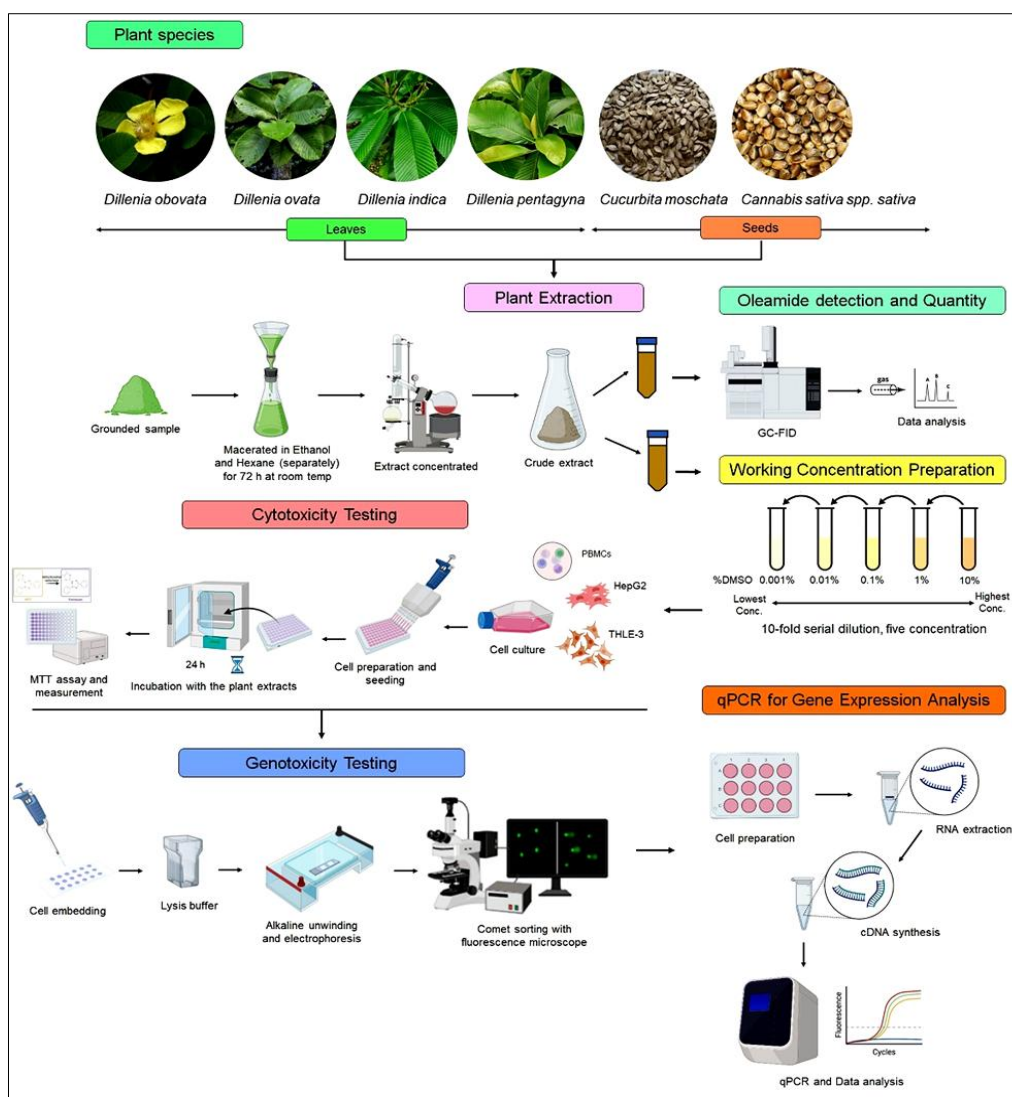 Plant species
Dillenia obovata
Dillenia ovata
Dillenia indica
Dillenia pentagyna
Cucurbita moschata
Cannabis sativa spp. sativa
Leaves
Seeds
Plant Extraction
Oleamide detection and Quantity
Grounded sample
Macerated in Ethanol
and Hexane (separately)
for 72 h at room temp
Extract concentrated
Crude extract
GC-FID
gas
A
B
C
Data analysis
Working Concentration Preparation
%DMSO 0.001% 0.01% 0.1% 1% 10%
Lowest
Conc.
Highest
Conc.
10-fold serial dilution, five concentration
Cytotoxicity Testing
PBMCs
HepG2
THLE-3
Cell culture
Cell preparation and
seeding
24 h
Incubation with the plant extracts
MTT assay and
measurement
qPCR for Gene Expression Analysis
Genotoxicity Testing
Cell embedding
Lysis buffer
Alkaline unwinding
and electrophoresis
Comet sorting with
fluorescence microscope
1 2 3 4
A
B
C
Cell preparation
RNA extraction
cDNA synthesis
Fluorescence
Cycles
qPCR and Data analysis